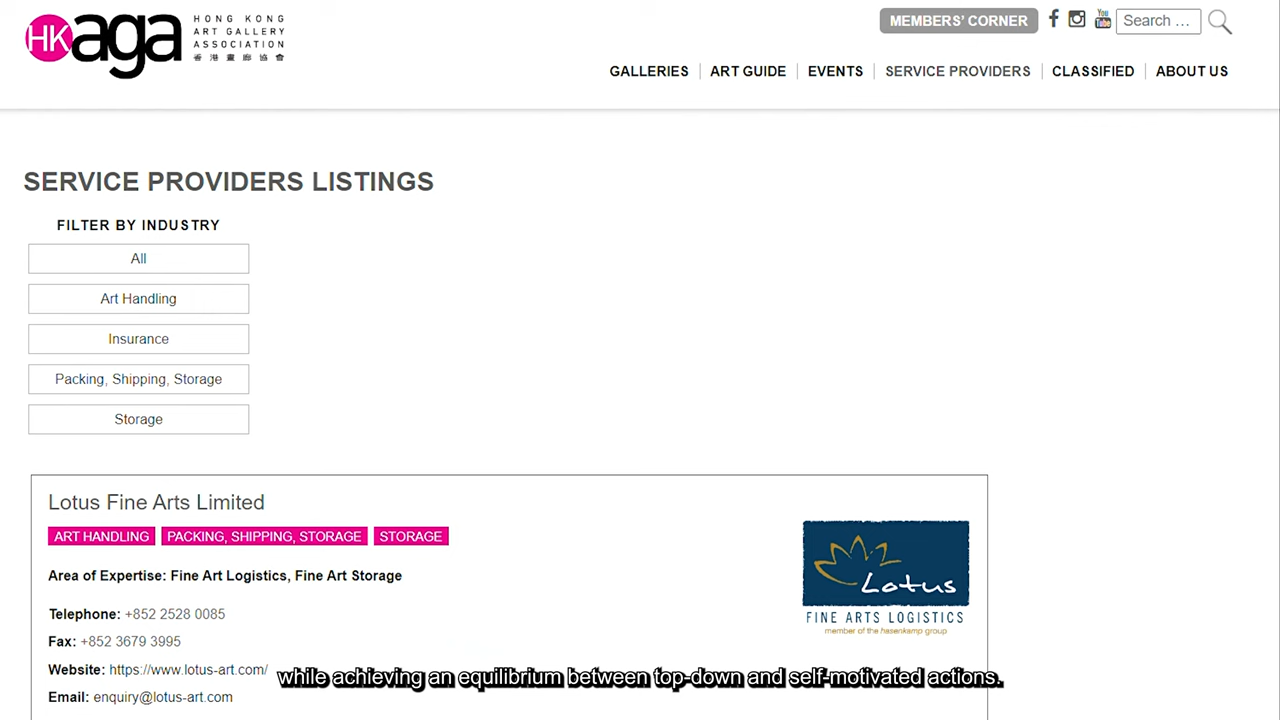 HK aga
HONG KONG
ART GALLERY
ASSOCIATION
香港畫廊協會
MEMBERS' CORNER
You Tube
Search …
GALLERIES
ART GUIDE
EVENTS
SERVICE PROVIDERS
CLASSIFIED
ABOUT US
SERVICE PROVIDERS LISTINGS
FILTER BY INDUSTRY
All
Art Handling
Insurance
Packing, Shipping, Storage
Storage
Lotus Fine Arts Limited
ART HANDLING PACKING, SHIPPING, STORAGE STORAGE
Area of Expertise: Fine Art Logistics, Fine Art Storage
Telephone: +852 2528 0085
Fax: +852 3679 3995
Website: https://www.lotus-art.com/
Email: enquiry@lotus-art.com
Lotus
FINE ARTS LOGISTICS
member of the hasenkamp group
while achieving an equilibrium between top-down and self-motivated actions.